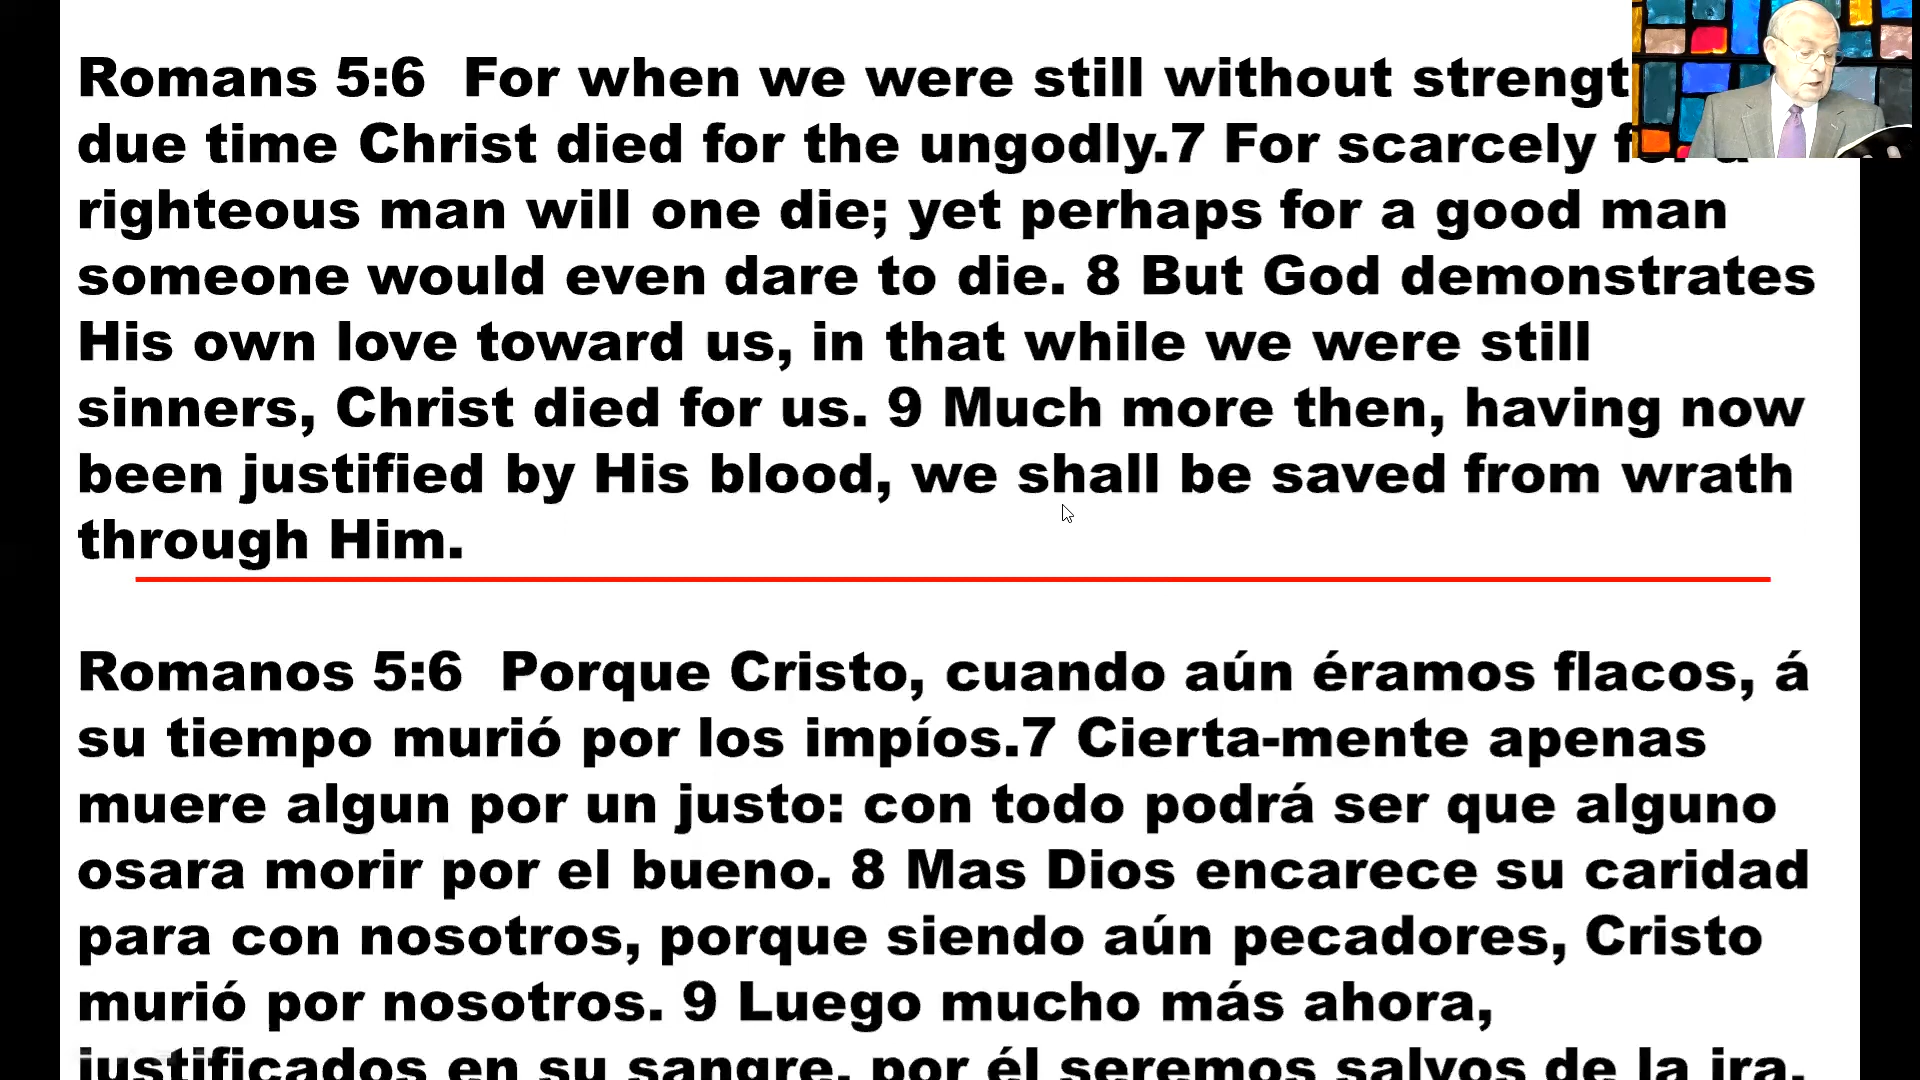 Romans 5:6 For when we were still without strengt
due time Christ died for the ungodly.7 For scarcely
righteous man will one die; yet perhaps for a good man
someone would even dare to die. 8 But God demonstrates
His own love toward us, in that while we were still
sinners, Christ died for us. 9 Much more then, having now
been justified by His blood, we shall be saved from wrath
through Him.
Romanos 5:6 Porque Cristo, cuando aún éramos flacos, á
su tiempo murió por los impíos.7 Cierta-mente apenas
muere algun por un justo: con todo podrá ser que alguno
osara morir por el bueno. 8 Mas Dios encarece su caridad
para con nosotros, porque siendo aún pecadores, Cristo
murió por nosotros. 9 Luego mucho más ahora,
justificados en su sangre, por él seremos salvos de la ira.